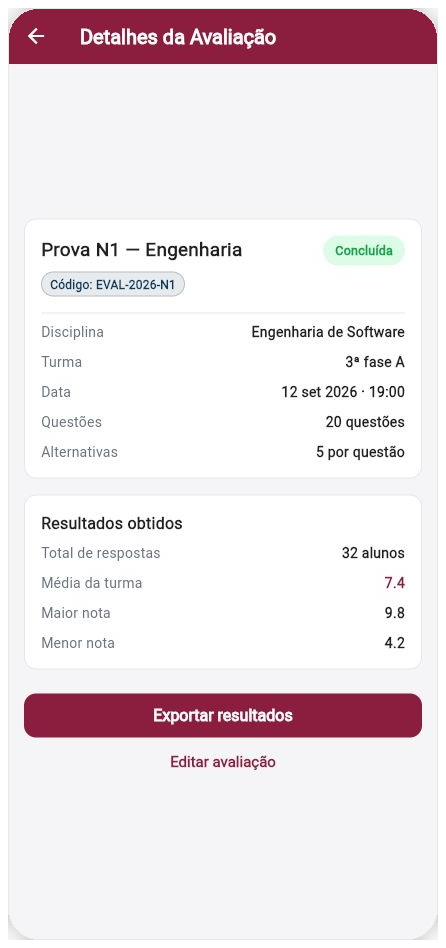 Detalhes da Avaliação
Prova N1 — Engenharia
Concluída
Código: EVAL-2026-N1
Disciplina Engenharia de Software
Turma 3ª fase A
Data 12 set 2026 · 19:00
Questões 20 questões
Alternativas 5 por questão
Resultados obtidos
Total de respostas 32 alunos
Média da turma 7.4
Maior nota 9.8
Menor nota 4.2
Exportar resultados
Editar avaliação